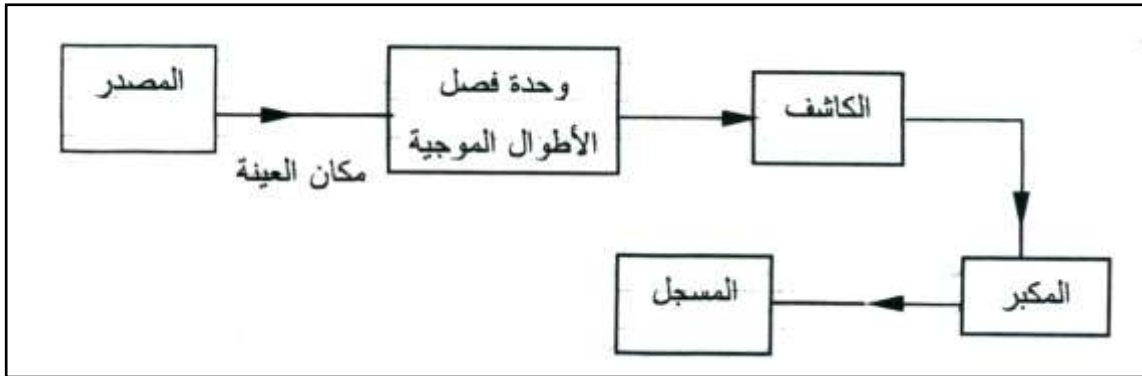 المصدر
وحدة فصل
الأطوال الموجية
الكاشف
مكان العينة
المكبر
المسجل